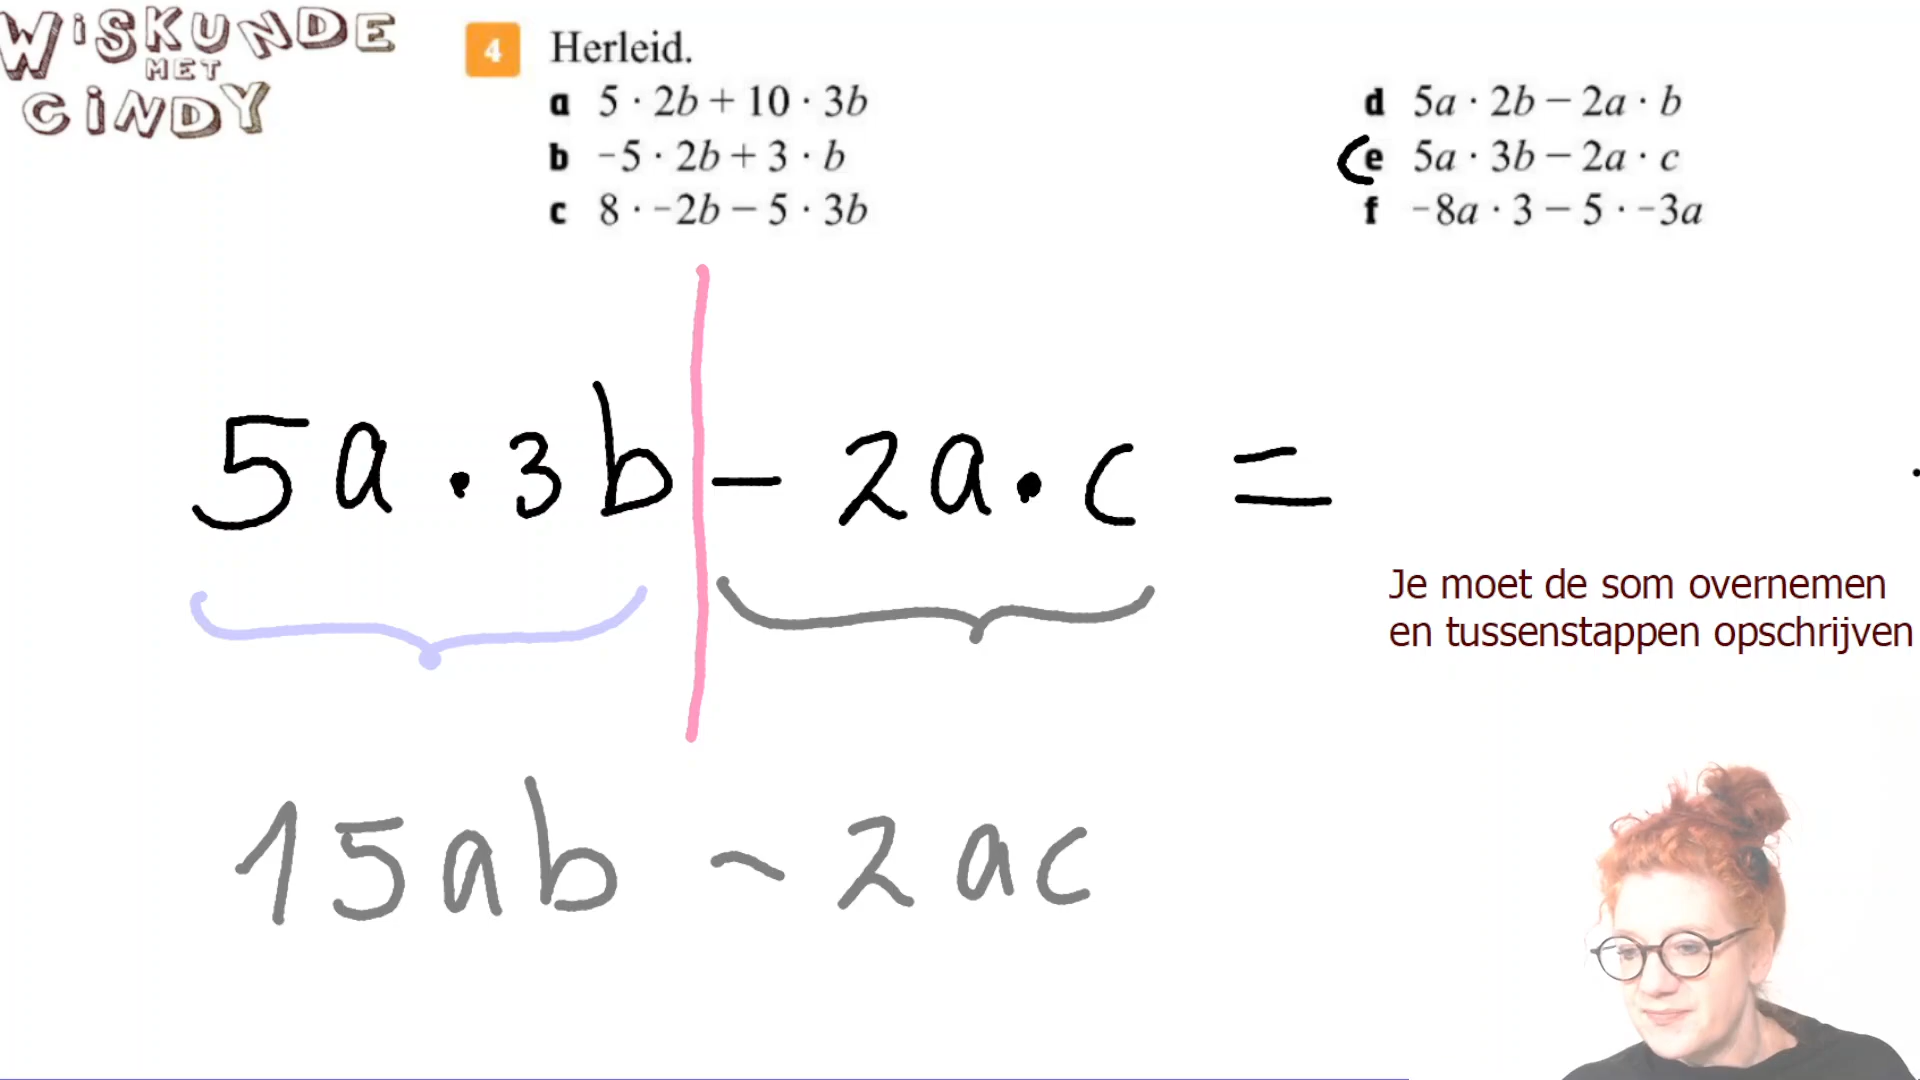 WiSKUNDE
MET
CiNDY
4 Herleid.
a 5 · 2b + 10 · 3b
b -5 · 2b + 3 · b
c 8 · -2b - 5 · 3b
d 5a · 2b - 2a · b
e 5a · 3b - 2a · c
f -8a · 3 - 5 · -3a
5a · 3b - 2a · c =
Je moet de som overnemen
en tussenstappen opschrijven
15ab - 2ac